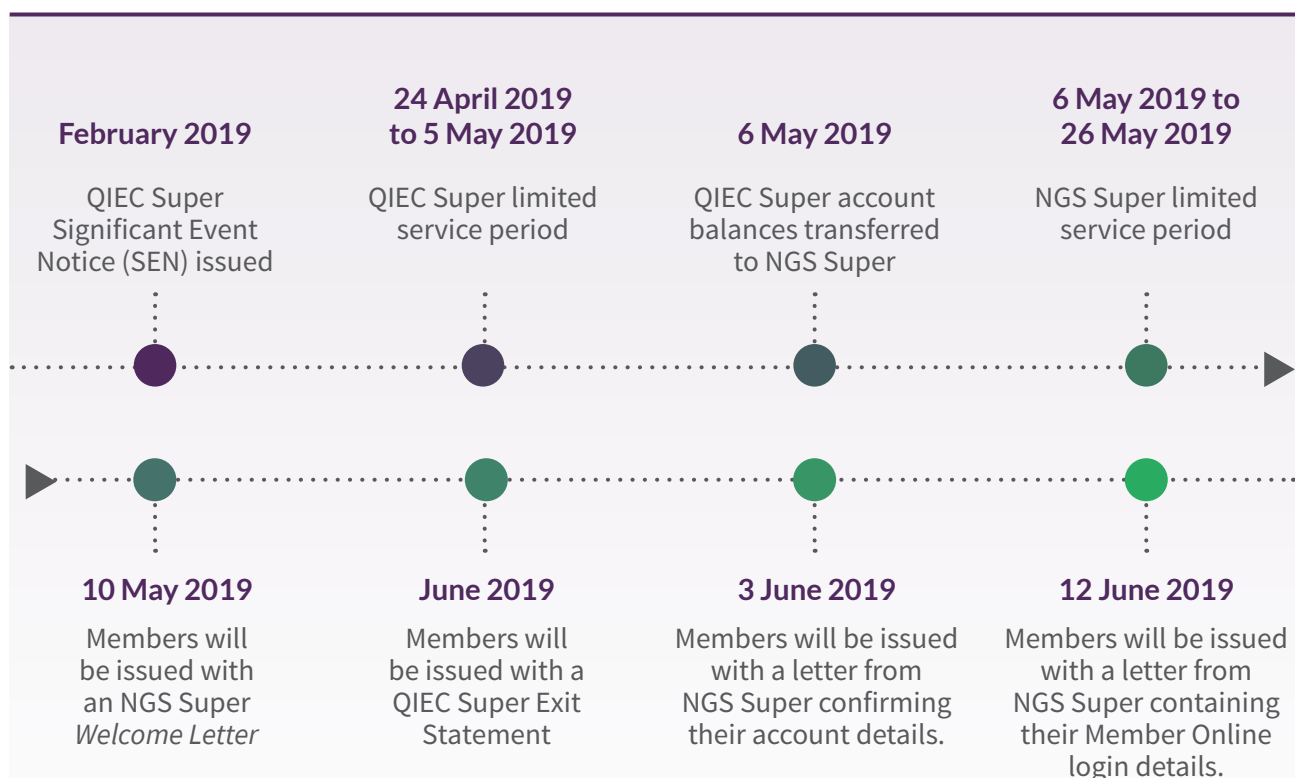 February 2019
QIEC Super
Significant Event
Notice (SEN) issued
24 April 2019
to 5 May 2019
QIEC Super limited
service period
6 May 2019
QIEC Super account
balances transferred
to NGS Super
6 May 2019 to
26 May 2019
NGS Super limited
service period
10 May 2019
Members will
be issued with
an NGS Super
Welcome Letter
June 2019
Members will
be issued with a
QIEC Super Exit
Statement
3 June 2019
Members will be issued
with a letter from
NGS Super confirming
their account details.
12 June 2019
Members will be issued
with a letter from
NGS Super containing
their Member Online
login details.